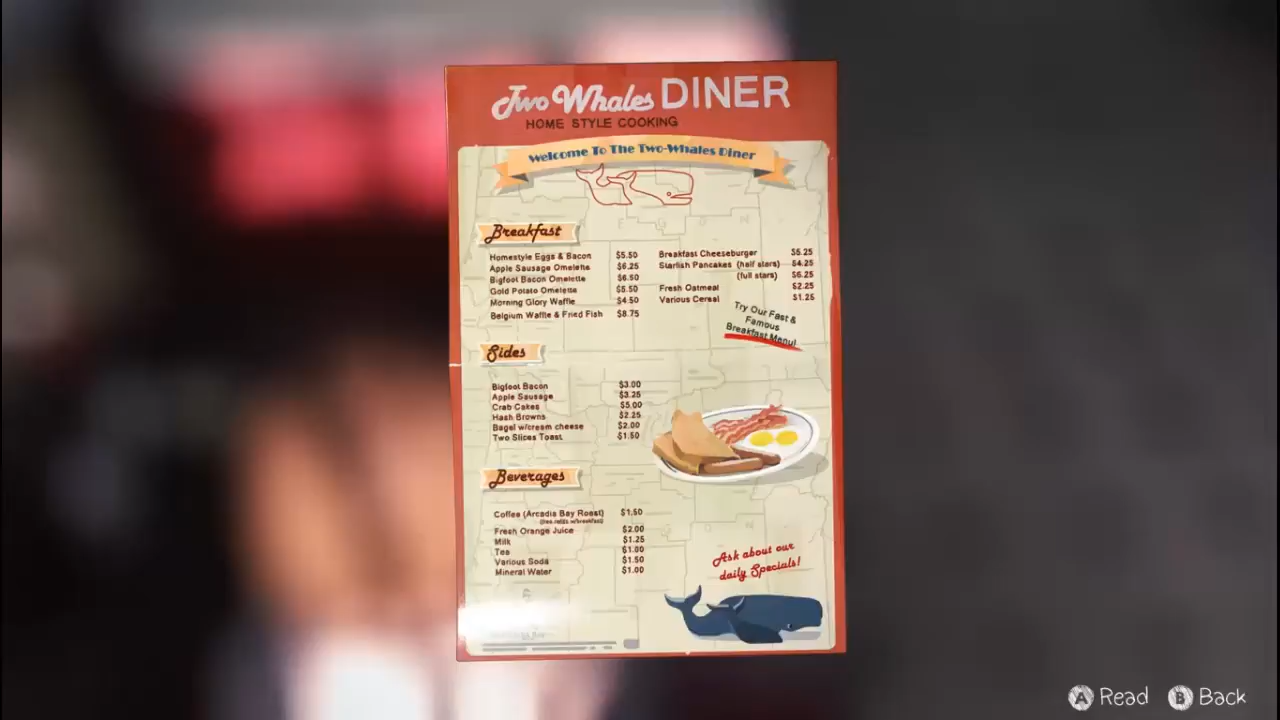 Two Whales DINER
HOME STYLE COOKING
Welcome To The Two-Whales Diner
Breakfast
Homestyle Eggs & Bacon $5.50
Apple Sausage Omelette $6.25
Bigfoot Bacon Omelette $6.50
Gold Potato Omelette $5.50
Morning Glory Waffle $4.50
Belgium Waffle & Fried Fish $8.75
Breakfast Cheeseburger $5.25
Starfish Pancakes (half stars) $4.25
(full stars) $6.25
Fresh Oatmeal $2.25
Various Cereal $1.25
Try Our Fast &
Famous
Breakfast Menu!
Sides
Bigfoot Bacon $3.00
Apple Sausage $3.25
Crab Cakes $5.00
Hash Browns $2.25
Bagel w/cream cheese $2.00
Two Slices Toast $1.50
Beverages
Coffee (Arcadia Bay Roast) $1.50
(free refills w/breakfast)
Fresh Orange Juice $2.00
Milk $1.25
Tea $1.00
Various Soda $1.50
Mineral Water $1.00
Ask about our
daily Specials!
A Read B Back